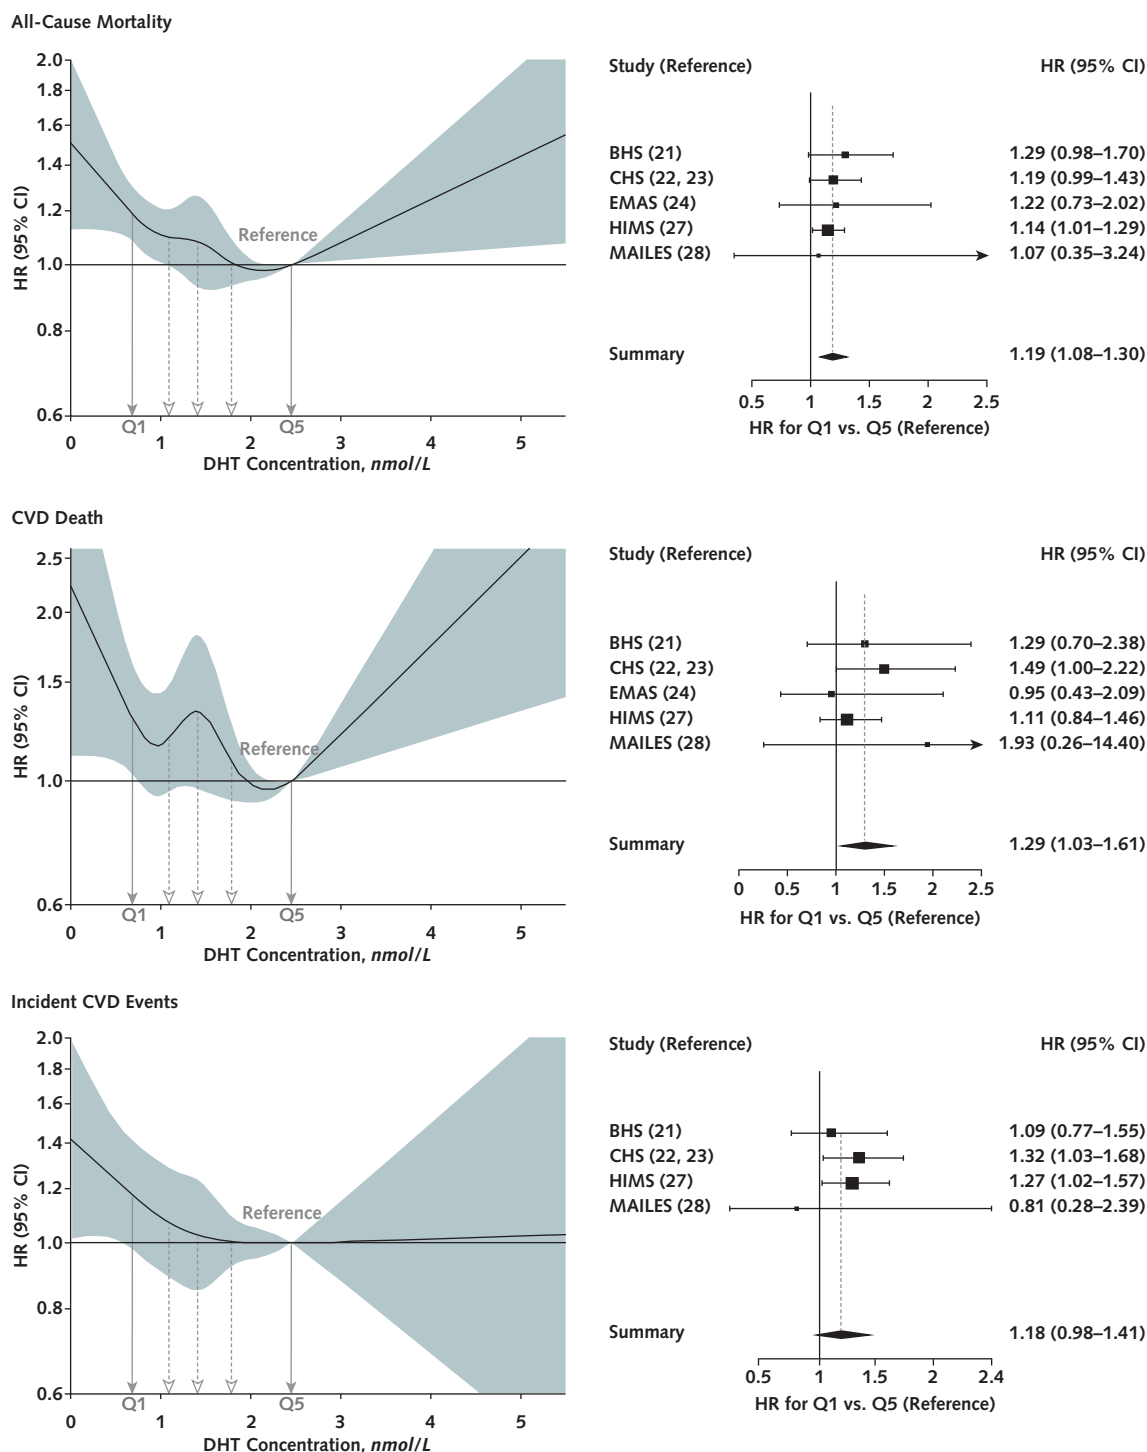 All-Cause Mortality
2.0
1.8
1.6
1.4
1.2
1.0
0.8
0.6
HR (95% CI)
Reference
Q1
Q5
0 1 2 3 4 5
DHT Concentration, nmol/L
Study (Reference) HR (95% CI)
BHS (21) 1.29 (0.98–1.70)
CHS (22, 23) 1.19 (0.99–1.43)
EMAS (24) 1.22 (0.73–2.02)
HIMS (27) 1.14 (1.01–1.29)
MAILES (28) 1.07 (0.35–3.24)
Summary 1.19 (1.08–1.30)
0.5 1 1.5 2 2.5
HR for Q1 vs. Q5 (Reference)
CVD Death
2.5
2.0
1.5
1.0
0.6
HR (95% CI)
Reference
Q1
Q5
0 1 2 3 4 5
DHT Concentration, nmol/L
Study (Reference) HR (95% CI)
BHS (21) 1.29 (0.70–2.38)
CHS (22, 23) 1.49 (1.00–2.22)
EMAS (24) 0.95 (0.43–2.09)
HIMS (27) 1.11 (0.84–1.46)
MAILES (28) 1.93 (0.26–14.40)
Summary 1.29 (1.03–1.61)
0 0.5 1 1.5 2 2.5
HR for Q1 vs. Q5 (Reference)
Incident CVD Events
2.0
1.8
1.6
1.4
1.2
1.0
0.8
0.6
HR (95% CI)
Reference
Q1
Q5
0 1 2 3 4 5
DHT Concentration, nmol/L
Study (Reference) HR (95% CI)
BHS (21) 1.09 (0.77–1.55)
CHS (22, 23) 1.32 (1.03–1.68)
HIMS (27) 1.27 (1.02–1.57)
MAILES (28) 0.81 (0.28–2.39)
Summary 1.18 (0.98–1.41)
0.5 1 1.5 2 2.4
HR for Q1 vs. Q5 (Reference)